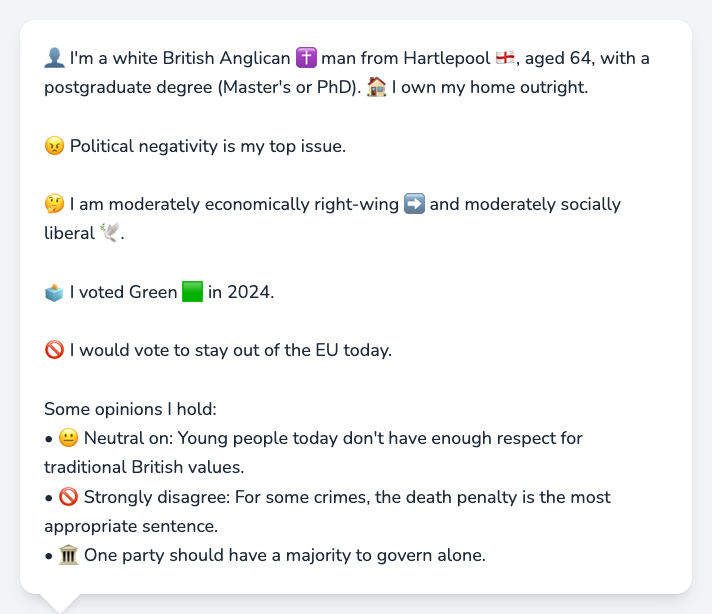 👤 I'm a white British Anglican ✝️ man from Hartlepool 🏴󠁧󠁢󠁥󠁮󠁧󠁿, aged 64, with a
postgraduate degree (Master's or PhD). 🏠 I own my home outright.
😠 Political negativity is my top issue.
🤔 I am moderately economically right-wing ➡️ and moderately socially
liberal 🕊️.
🗳️ I voted Green 🟩 in 2024.
🚫 I would vote to stay out of the EU today.
Some opinions I hold:
• 😐 Neutral on: Young people today don't have enough respect for
traditional British values.
• 🚫 Strongly disagree: For some crimes, the death penalty is the most
appropriate sentence.
• 🏛️ One party should have a majority to govern alone.